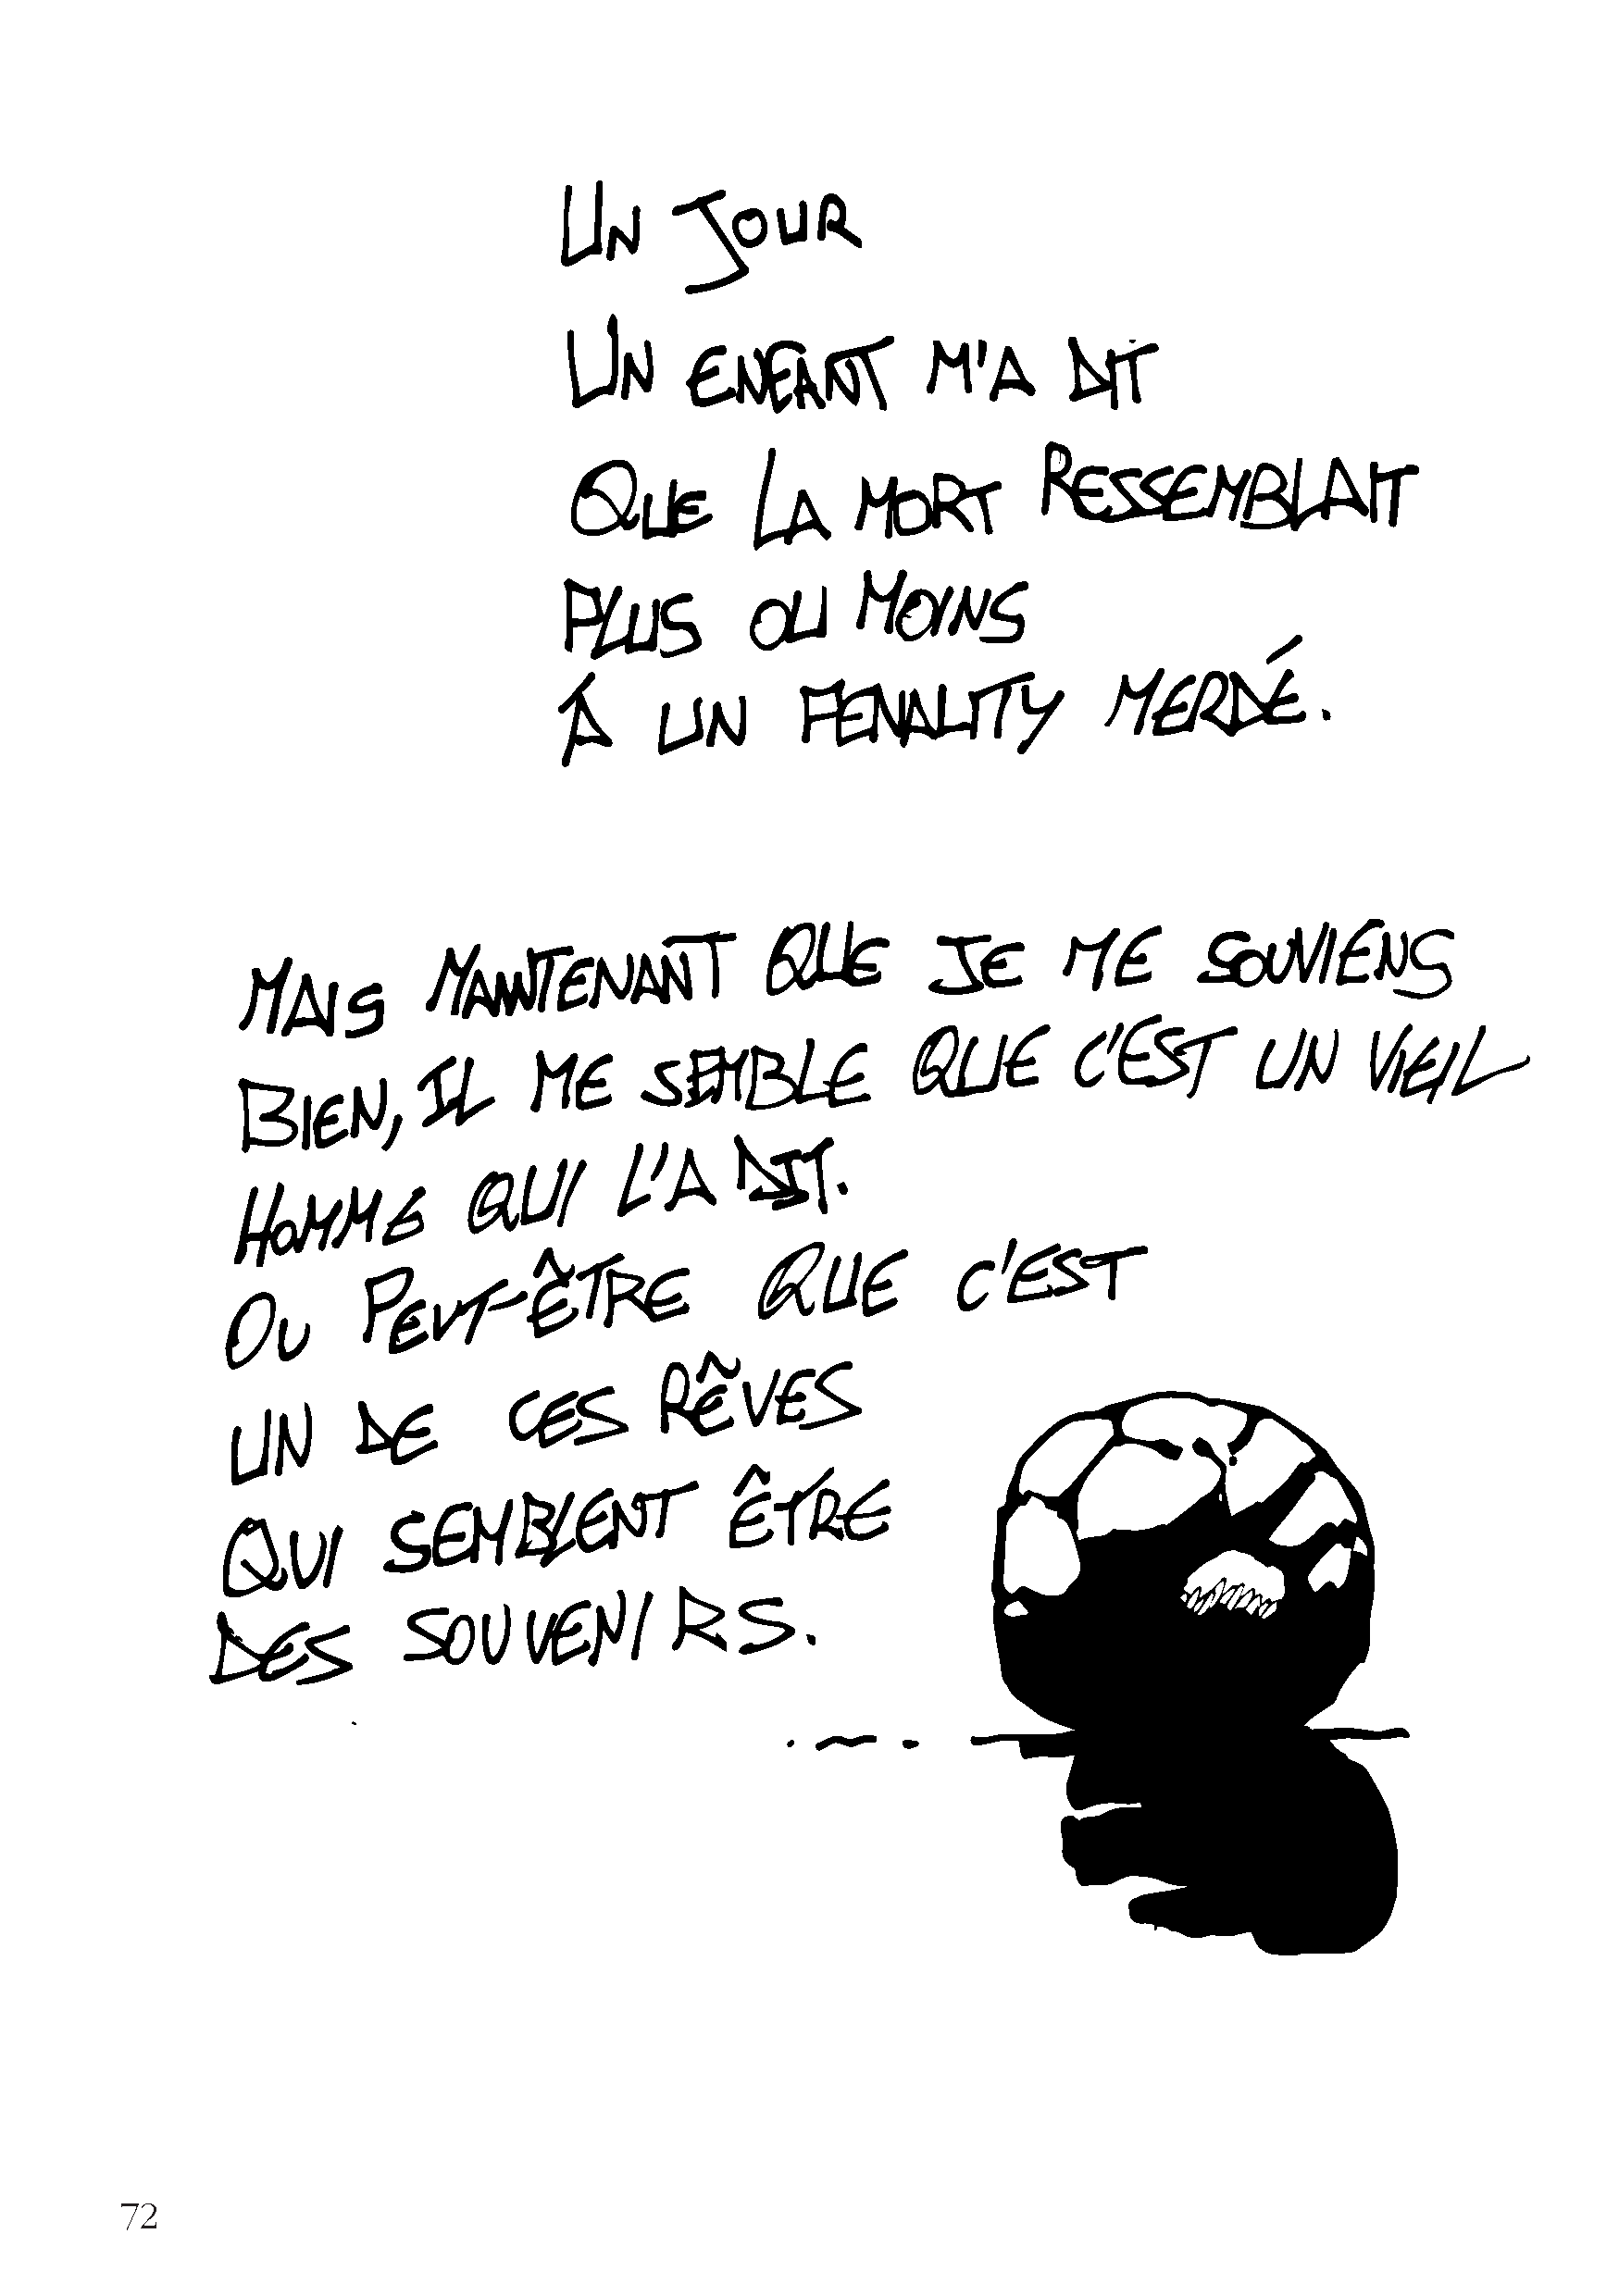 UN JOUR
UN ENFANT M'A DIT
QUE LA MORT RESSEMBLAIT
PLUS OU MOINS
À UN PENALITY MERDÉ.
MAIS MAINTENANT QUE JE ME SOUVIENS
BIEN, IL ME SEMBLE QUE C'EST UN VIEIL
HOMME QUI L'A DIT.
OU PEUT-ÊTRE QUE C'EST
UN DE CES RÊVES
QUI SEMBLENT ÊTRE
DES SOUVENIRS.
72